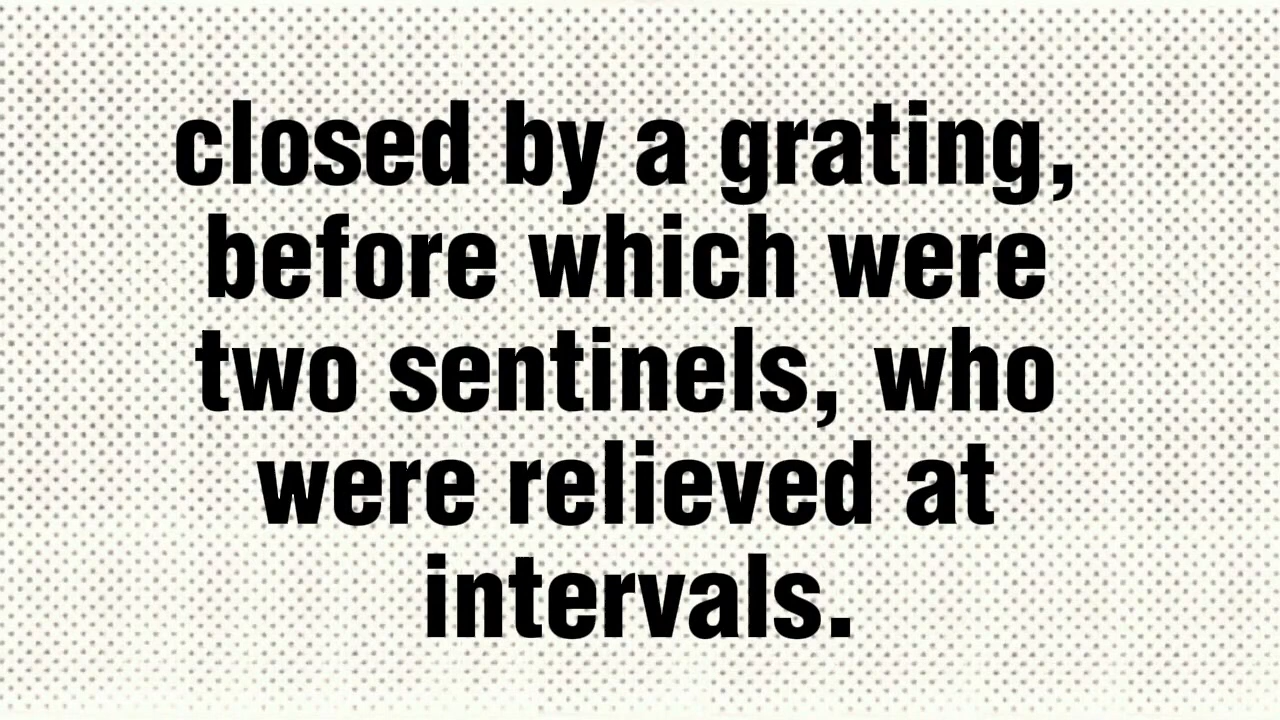 closed by a grating,
before which were
two sentinels, who
were relieved at
intervals.